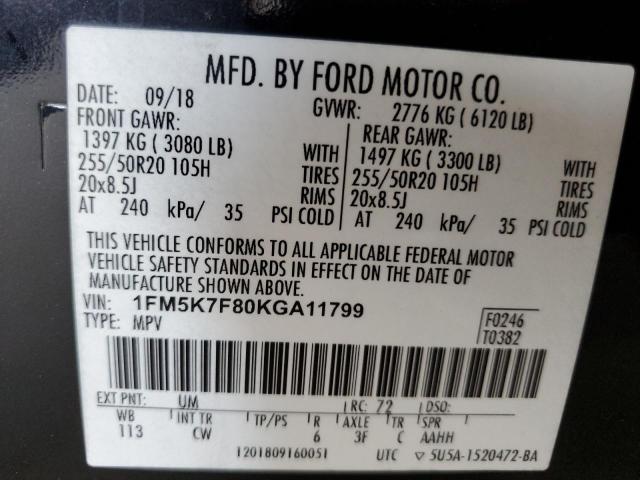 MFD. BY FORD MOTOR CO.
DATE: 09/18 GVWR: 2776 KG ( 6120 LB)
FRONT GAWR: REAR GAWR:
1397 KG ( 3080 LB) WITH 1497 KG ( 3300 LB) WITH
255/50R20 105H TIRES 255/50R20 105H TIRES
20x8.5J RIMS 20x8.5J RIMS
AT 240 kPa/ 35 PSI COLD AT 240 kPa/ 35 PSI COLD
THIS VEHICLE CONFORMS TO ALL APPLICABLE FEDERAL MOTOR
VEHICLE SAFETY STANDARDS IN EFFECT ON THE DATE OF
MANUFACTURE SHOWN ABOVE.
VIN: 1FM5K7F80KGA11799 F0246
TYPE: MPV T0382
EXT PNT: UM RC: 72 DSO:
WB INT TR TP/PS R AXLE TR SPR
113 CW 6 3F C AAHH
1201809160051 UTC ▽ 5U5A-1520472-BA